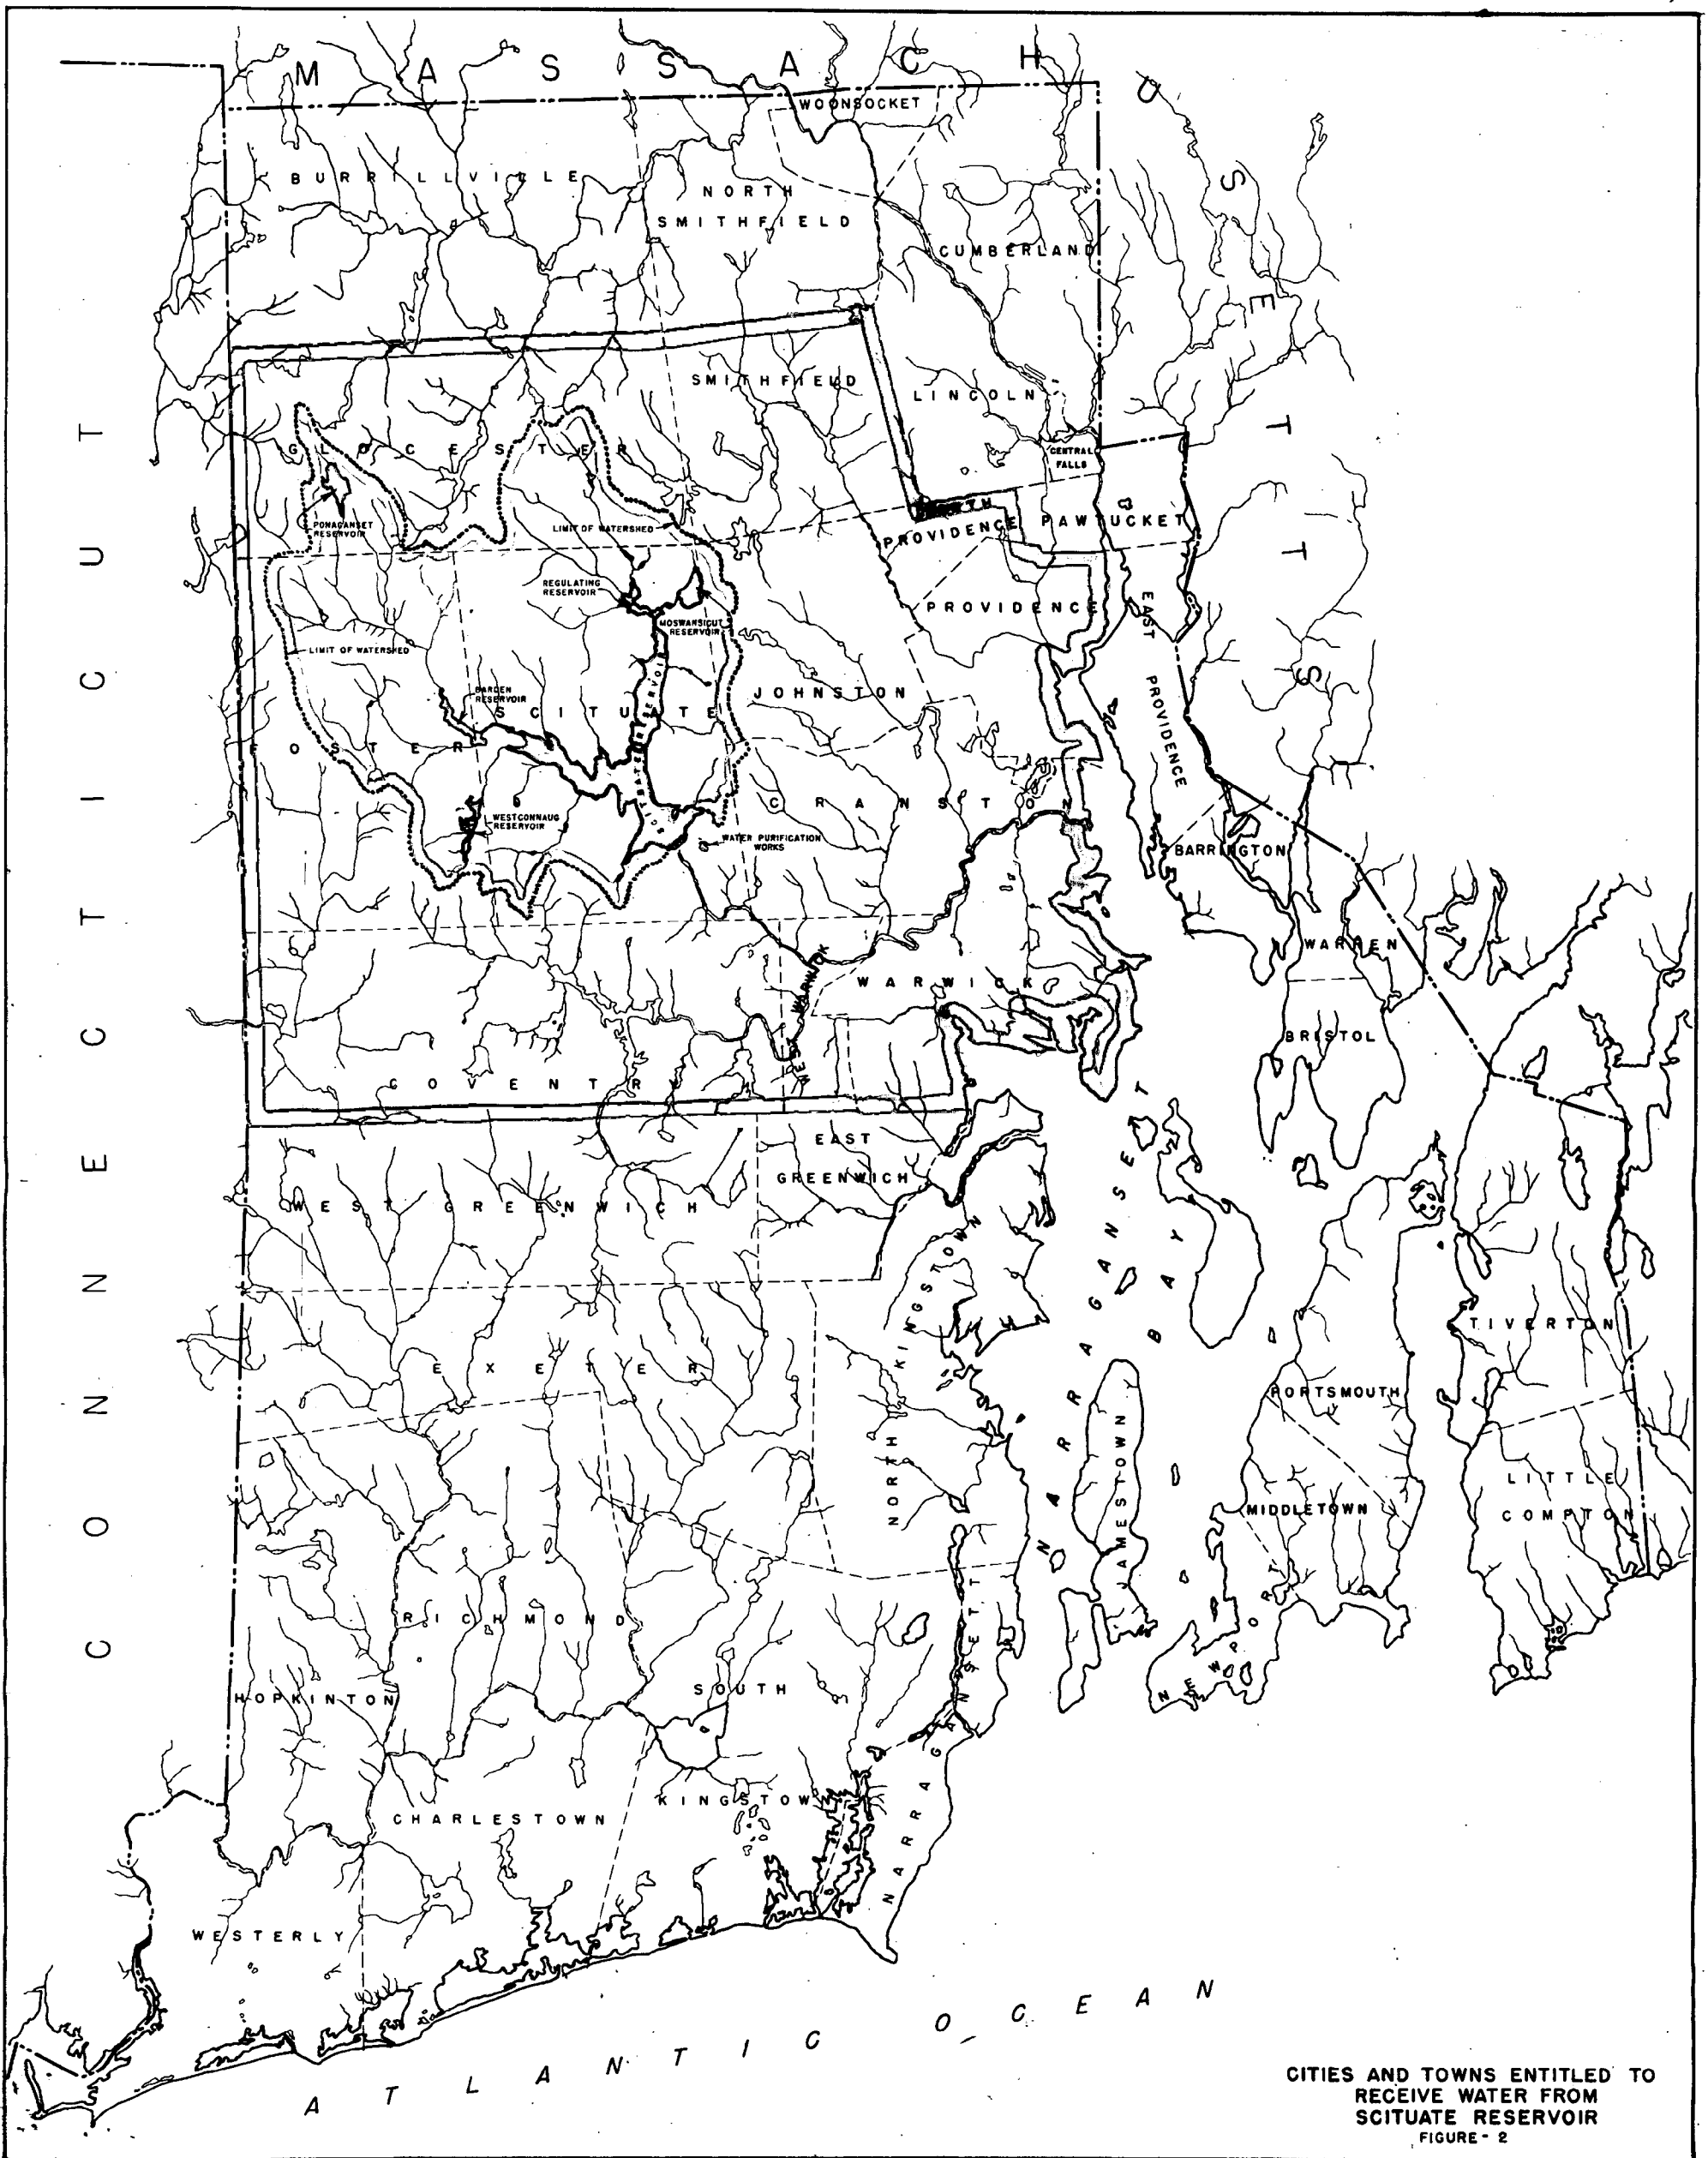 MASSACHUSETTS
CONNECTICUT
WOONSOCKET
BURRILLVILLE
NORTH
SMITHFIELD
CUMBERLAND
SMITHFIELD
LINCOLN
GLOCESTER
CENTRAL
FALLS
PONAGANSET
RESERVOIR
LIMIT OF WATERSHED
NORTH
PROVIDENCE
PAWTUCKET
REGULATING
RESERVOIR
MOSWANSICUT
RESERVOIR
PROVIDENCE
EAST
PROVIDENCE
LIMIT OF WATERSHED
BARDEN
RESERVOIR
SCITUATE
RESERVOIR
JOHNSTON
FOSTER
WESTCONNAUG
RESERVOIR
CRANSTON
WATER PURIFICATION
WORKS
BARRINGTON
WARREN
WEST WARWICK
WARWICK
BRISTOL
COVENTRY
EAST
GREENWICH
WEST GREENWICH
NARRAGANSET
BAY
NORTH KINGSTOWN
TIVERTON
EXETER
PORTSMOUTH
JAMESTOWN
LITTLE
COMPTON
MIDDLETOWN
RICHMOND
NEWPORT
HOPKINTON
SOUTH
KINGSTOWN
NARRAGANSETT
CHARLESTOWN
WESTERLY
ATLANTIC OCEAN
CITIES AND TOWNS ENTITLED TO
RECEIVE WATER FROM
SCITUATE RESERVOIR
FIGURE - 2